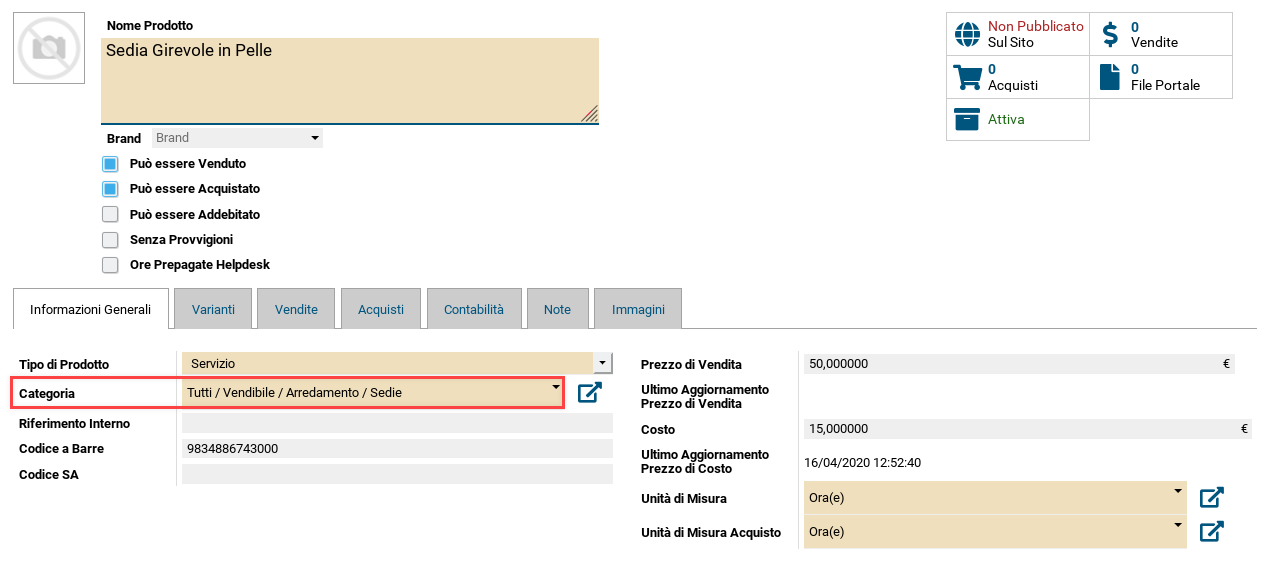 Nome Prodotto
Sedia Girevole in Pelle
Brand Brand
Può essere Venduto
Può essere Acquistato
Può essere Addebitato
Senza Provvigioni
Ore Prepagate Helpdesk
Non Pubblicato
Sul Sito
0
Vendite
0
Acquisti
0
File Portale
Attiva
Informazioni Generali Varianti Vendite Acquisti Contabilità Note Immagini
Tipo di Prodotto Servizio
Categoria Tutti / Vendibile / Arredamento / Sedie
Riferimento Interno
Codice a Barre 9834886743000
Codice SA
Prezzo di Vendita 50,000000 €
Ultimo Aggiornamento
Prezzo di Vendita
Costo 15,000000 €
Ultimo Aggiornamento
Prezzo di Costo 16/04/2020 12:52:40
Unità di Misura Ora(e)
Unità di Misura Acquisto Ora(e)